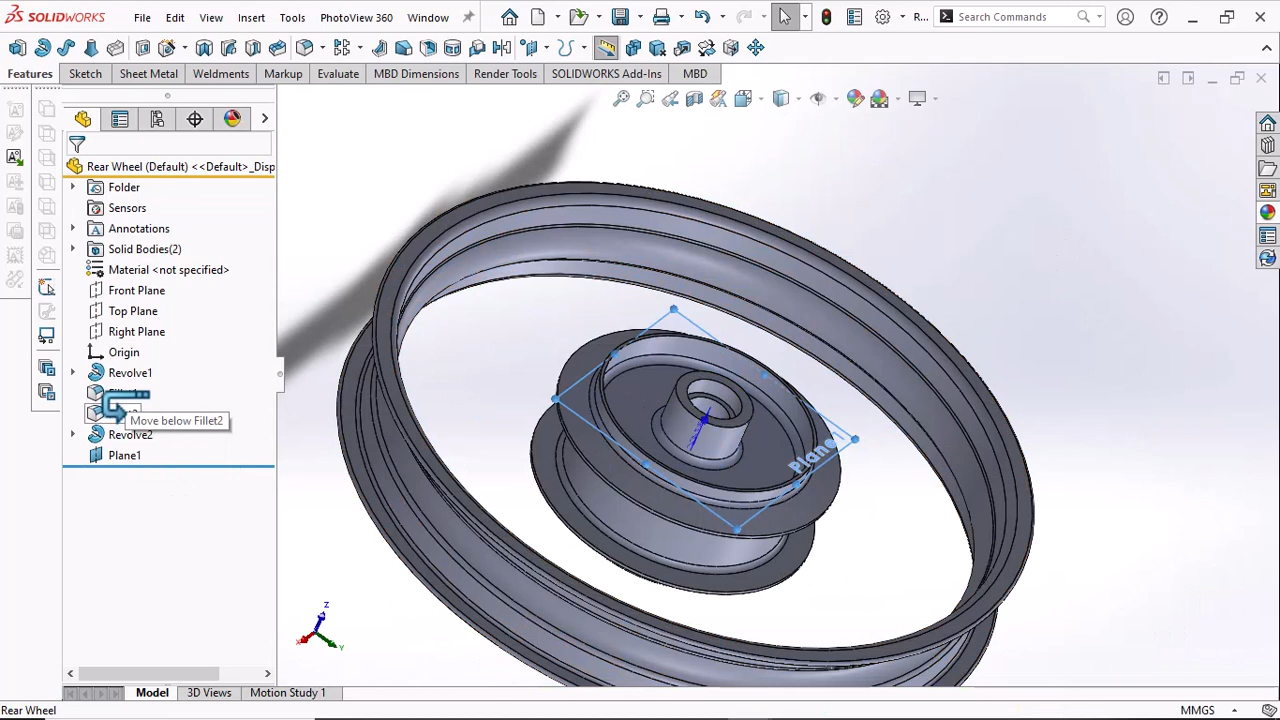 SOLIDWORKS File Edit View Insert Tools PhotoView 360 Window R... Search Commands
Features Sketch Sheet Metal Weldments Markup Evaluate MBD Dimensions Render Tools SOLIDWORKS Add-Ins MBD
Rear Wheel (Default) <<Default>_Disp
Folder
Sensors
Annotations
Solid Bodies(2)
Material <not specified>
Front Plane
Top Plane
Right Plane
Origin
Revolve1
Move below Fillet2
Revolve2
Plane1
Plane1
Z
X
Y
Model 3D Views Motion Study 1
Rear Wheel MMGS